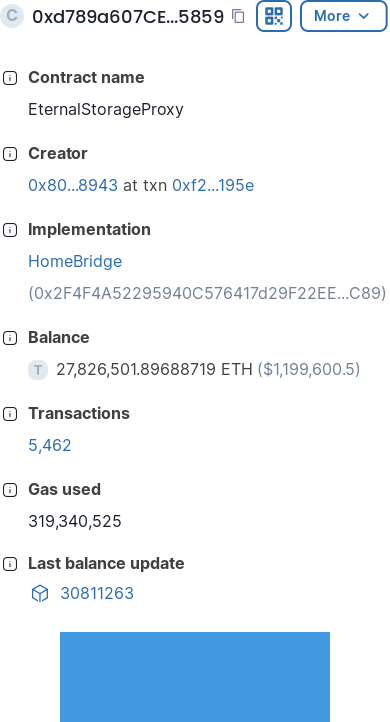 C 0xd789a607CE...5859 More
Contract name
EternalStorageProxy
Creator
0x80...8943 at txn 0xf2...195e
Implementation
HomeBridge
(0x2F4F4A52295940C576417d29F22EE...C89)
Balance
T 27,826,501.89688719 ETH ($1,199,600.5)
Transactions
5,462
Gas used
319,340,525
Last balance update
30811263